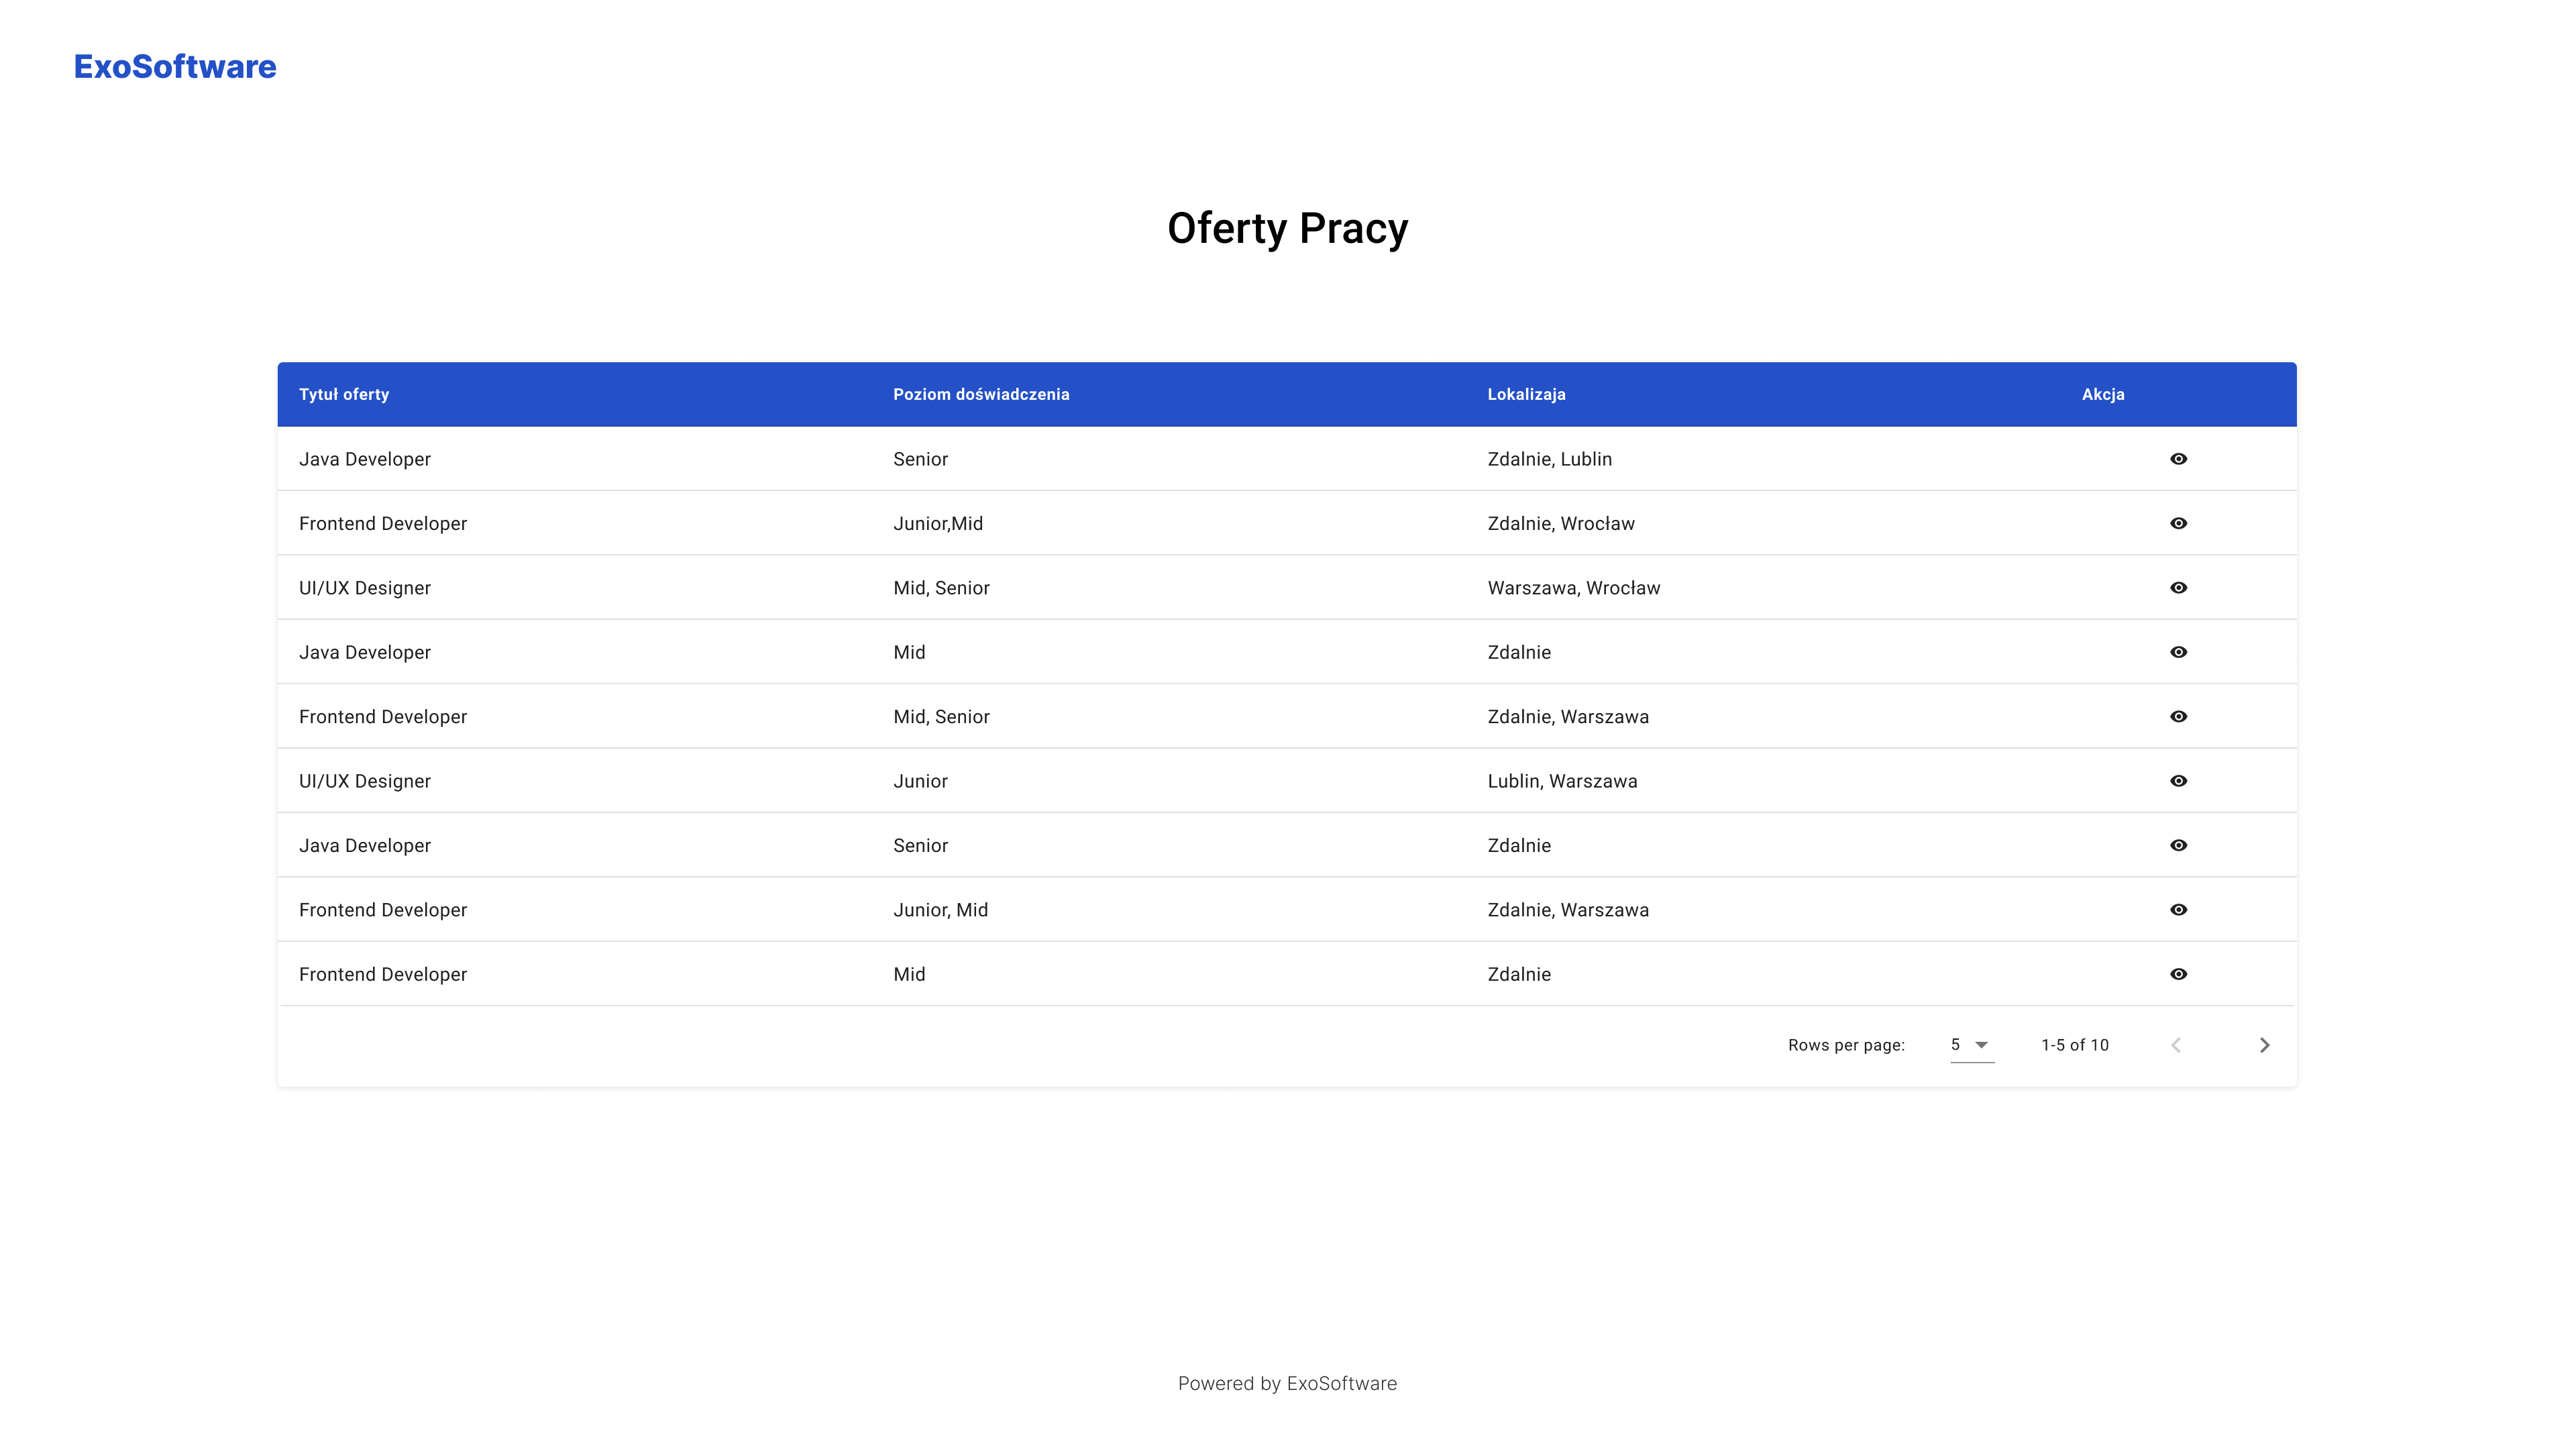 ExoSoftware
Oferty Pracy
Tytuł oferty Poziom doświadczenia Lokalizaja Akcja
Java Developer Senior Zdalnie, Lublin
Frontend Developer Junior,Mid Zdalnie, Wrocław
UI/UX Designer Mid, Senior Warszawa, Wrocław
Java Developer Mid Zdalnie
Frontend Developer Mid, Senior Zdalnie, Warszawa
UI/UX Designer Junior Lublin, Warszawa
Java Developer Senior Zdalnie
Frontend Developer Junior, Mid Zdalnie, Warszawa
Frontend Developer Mid Zdalnie
Rows per page: 5 1-5 of 10
Powered by ExoSoftware